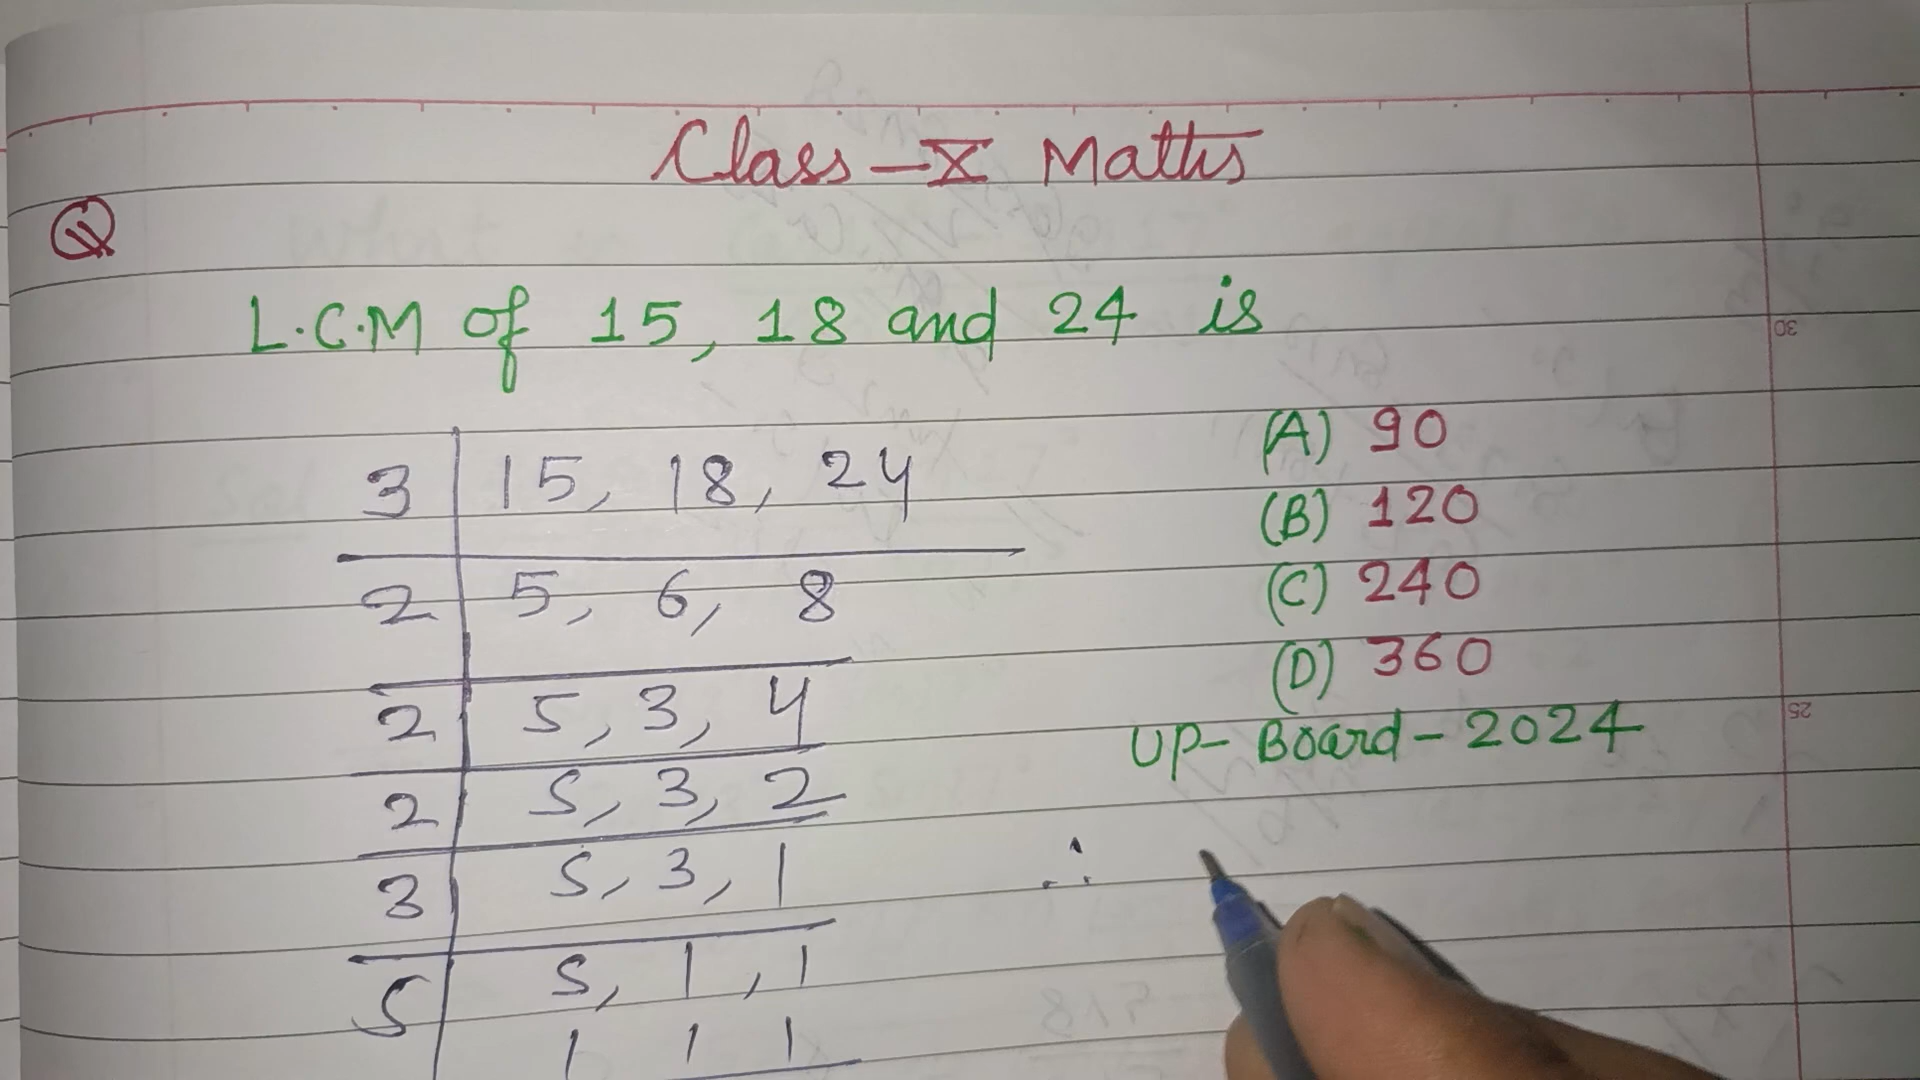 Class-X Maths
Q
L.C.M of 15, 18 and 24 is
(A) 90
(B) 120
(C) 240
(D) 360
UP-Board-2024
3 15, 18, 24
2 5, 6, 8
2 5, 3, 4
2 5, 3, 2
3 5, 3, 1
5 5, 1, 1
1 1 1
∴
30
25